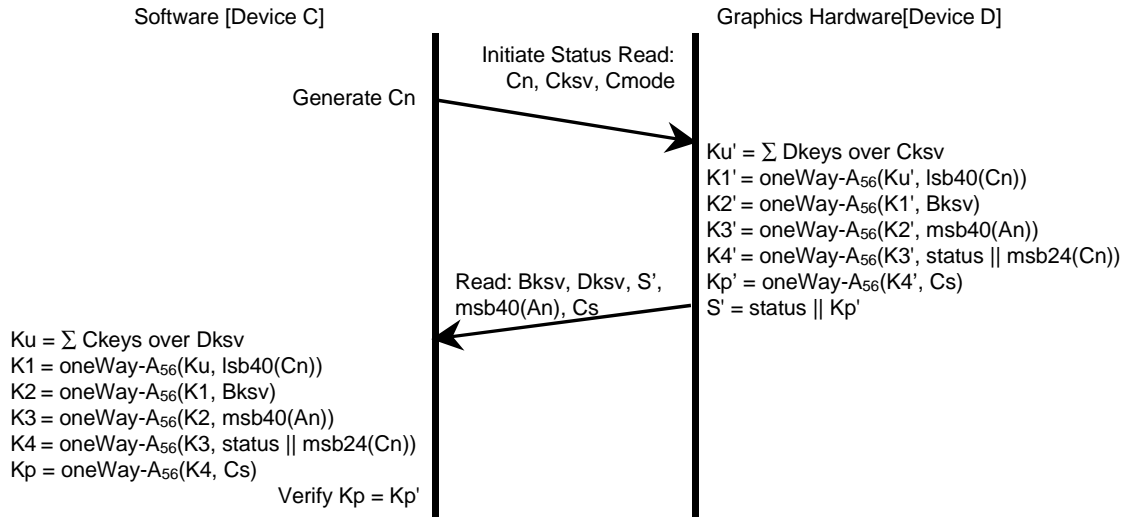 Software [Device C]
Graphics Hardware[Device D]
Initiate Status Read:
Cn, Cksv, Cmode
Generate Cn
Ku' = ∑ Dkeys over Cksv
K1' = oneWay-A₅₆(Ku', lsb40(Cn))
K2' = oneWay-A₅₆(K1', Bksv)
K3' = oneWay-A₅₆(K2', msb40(An))
K4' = oneWay-A₅₆(K3', status || msb24(Cn))
Kp’ = oneWay-A₅₆(K4’, Cs)
S’ = status || Kp'
Read: Bksv, Dksv, S’,
msb40(An), Cs
Ku = ∑ Ckeys over Dksv
K1 = oneWay-A₅₆(Ku, lsb40(Cn))
K2 = oneWay-A₅₆(K1, Bksv)
K3 = oneWay-A₅₆(K2, msb40(An))
K4 = oneWay-A₅₆(K3, status || msb24(Cn))
Kp = oneWay-A₅₆(K4, Cs)
Verify Kp = Kp'